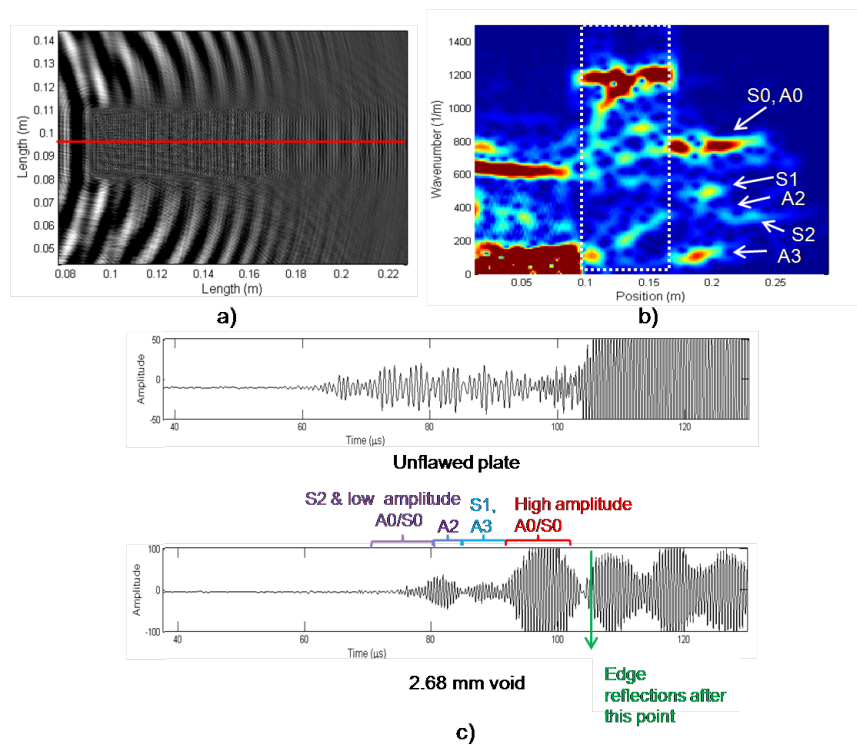 0.14
0.13
0.12
0.11
0.1
0.09
0.08
0.07
0.06
0.05
Length (m)
0.08 0.1 0.12 0.14 0.16 0.18 0.2 0.22
Length (m)
a)
1400
1200
1000
800
600
400
200
0
Wavenumber (1/m)
0.05 0.1 0.15 0.2 0.25
Position (m)
S0, A0
S1
A2
S2
A3
b)
50
0
-50
Amplitude
40 60 80 100 120
Time (µs)
Unflawed plate
S2 & low amplitude
A0/S0
A2
S1,
A3
High amplitude
A0/S0
100
0
-100
Amplitude
40 60 80 100 120
Time (µs)
2.68 mm void
Edge
reflections after
this point
c)